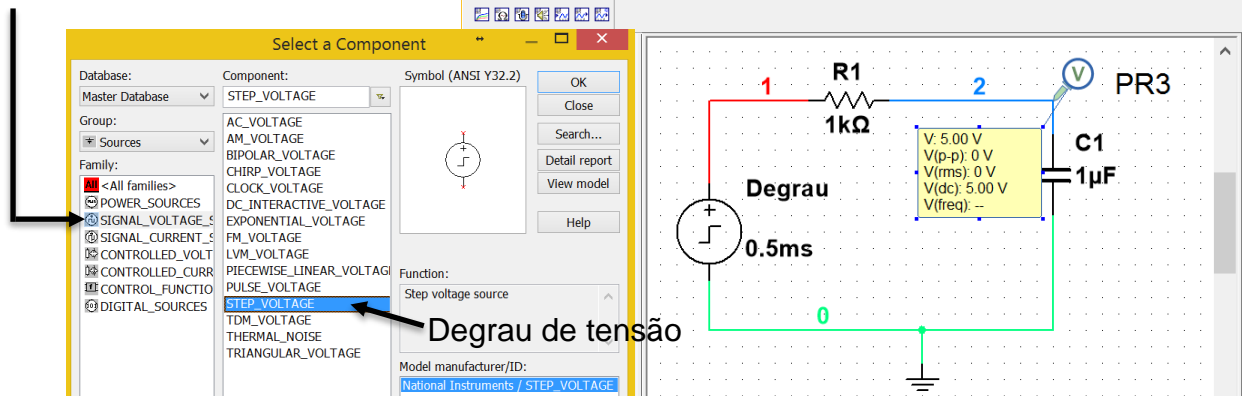 Select a Component
Database:
Master Database
Group:
Sources
Family:
All <All families>
POWER_SOURCES
SIGNAL_VOLTAGE_S
SIGNAL_CURRENT_S
CONTROLLED_VOLT
CONTROLLED_CURR
CONTROL_FUNCTIO
DIGITAL_SOURCES
Component:
STEP_VOLTAGE
AC_VOLTAGE
AM_VOLTAGE
BIPOLAR_VOLTAGE
CHIRP_VOLTAGE
CLOCK_VOLTAGE
DC_INTERACTIVE_VOLTAGE
EXPONENTIAL_VOLTAGE
FM_VOLTAGE
LVM_VOLTAGE
PIECEWISE_LINEAR_VOLTAG
PULSE_VOLTAGE
STEP_VOLTAGE
TDM_VOLTAGE
THERMAL_NOISE
TRIANGULAR_VOLTAGE
Symbol (ANSI Y32.2)
OK
Close
Search...
Detail report
View model
Help
Function:
Step voltage source
Degrau de tensão
Model manufacturer/ID:
National Instruments / STEP_VOLTAGE
1
R1
1kΩ
2
V
PR3
V: 5.00 V
V(p-p): 0 V
V(rms): 0 V
V(dc): 5.00 V
V(freq): --
C1
1µF
Degrau
0.5ms
0